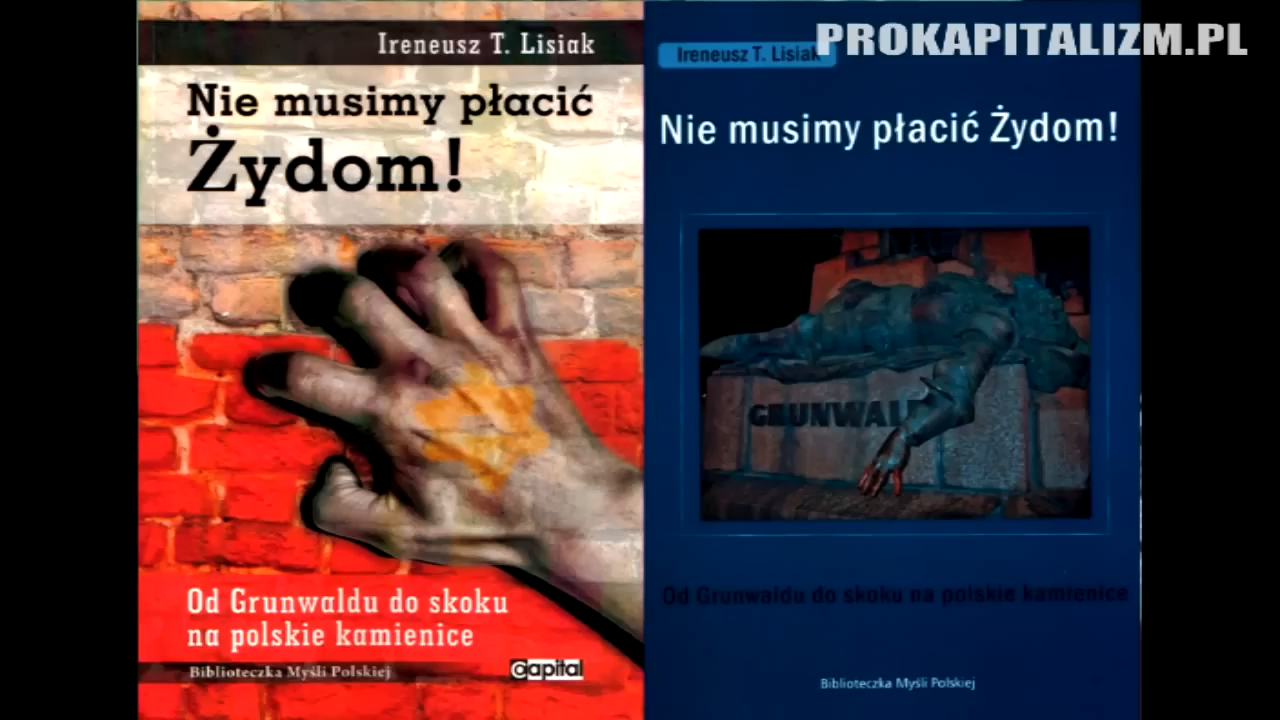 Ireneusz T. Lisiak
Nie musimy płacić
Żydom!
Od Grunwaldu do skoku
na polskie kamienice
Biblioteczka Myśli Polskiej
Capital
PROKAPITALIZM.PL
Ireneusz T. Lisiak
Nie musimy płacić Żydom!
GRUNWALD
Od Grunwaldu do skoku na polskie kamienice
Biblioteczka Myśli Polskiej